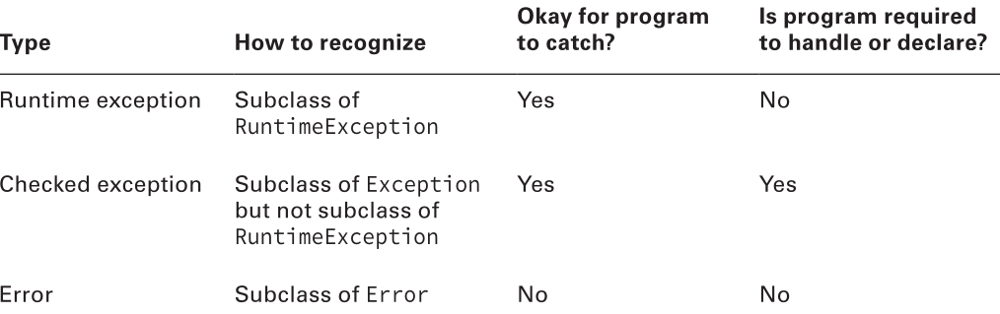 Type How to recognize Okay for program to catch? Is program required to handle or declare?
Runtime exception Subclass of RuntimeException Yes No
Checked exception Subclass of Exception but not subclass of RuntimeException Yes Yes
Error Subclass of Error No No